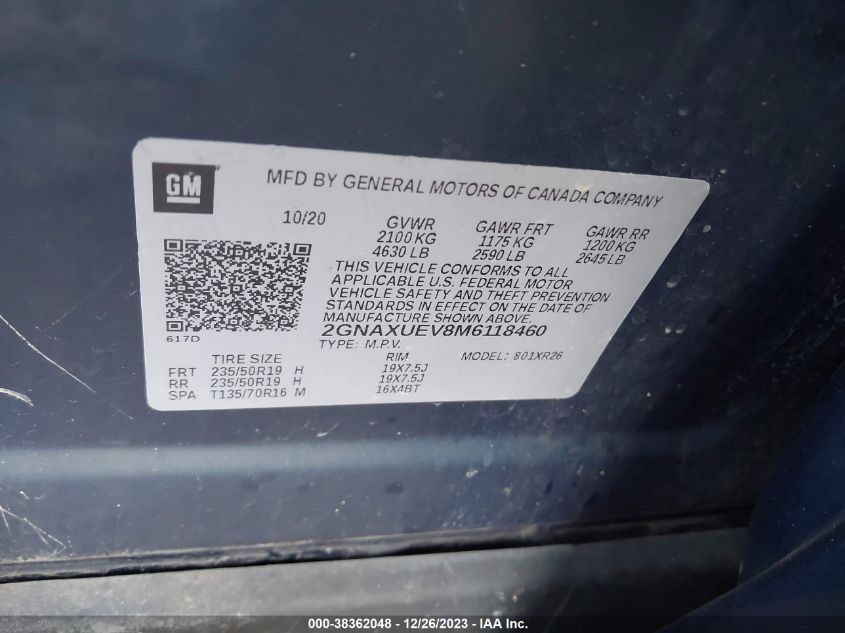 GM
MFD BY GENERAL MOTORS OF CANADA COMPANY
10/20 GVWR GAWR FRT GAWR RR
2100 KG 1175 KG 1200 KG
4630 LB 2590 LB 2645 LB
THIS VEHICLE CONFORMS TO ALL
APPLICABLE U.S. FEDERAL MOTOR
VEHICLE SAFETY AND THEFT PREVENTION
STANDARDS IN EFFECT ON THE DATE OF
MANUFACTURE SHOWN ABOVE.
617D 2GNAXUEV8M6118460
TYPE: M.P.V. MODEL: 801XR26
TIRE SIZE RIM
FRT 235/50R19 H 19X7.5J
RR 235/50R19 H 19X7.5J
SPA T135/70R16 M 16X4BT
000-38362048 - 12/26/2023 - Copyright IAA, Inc.